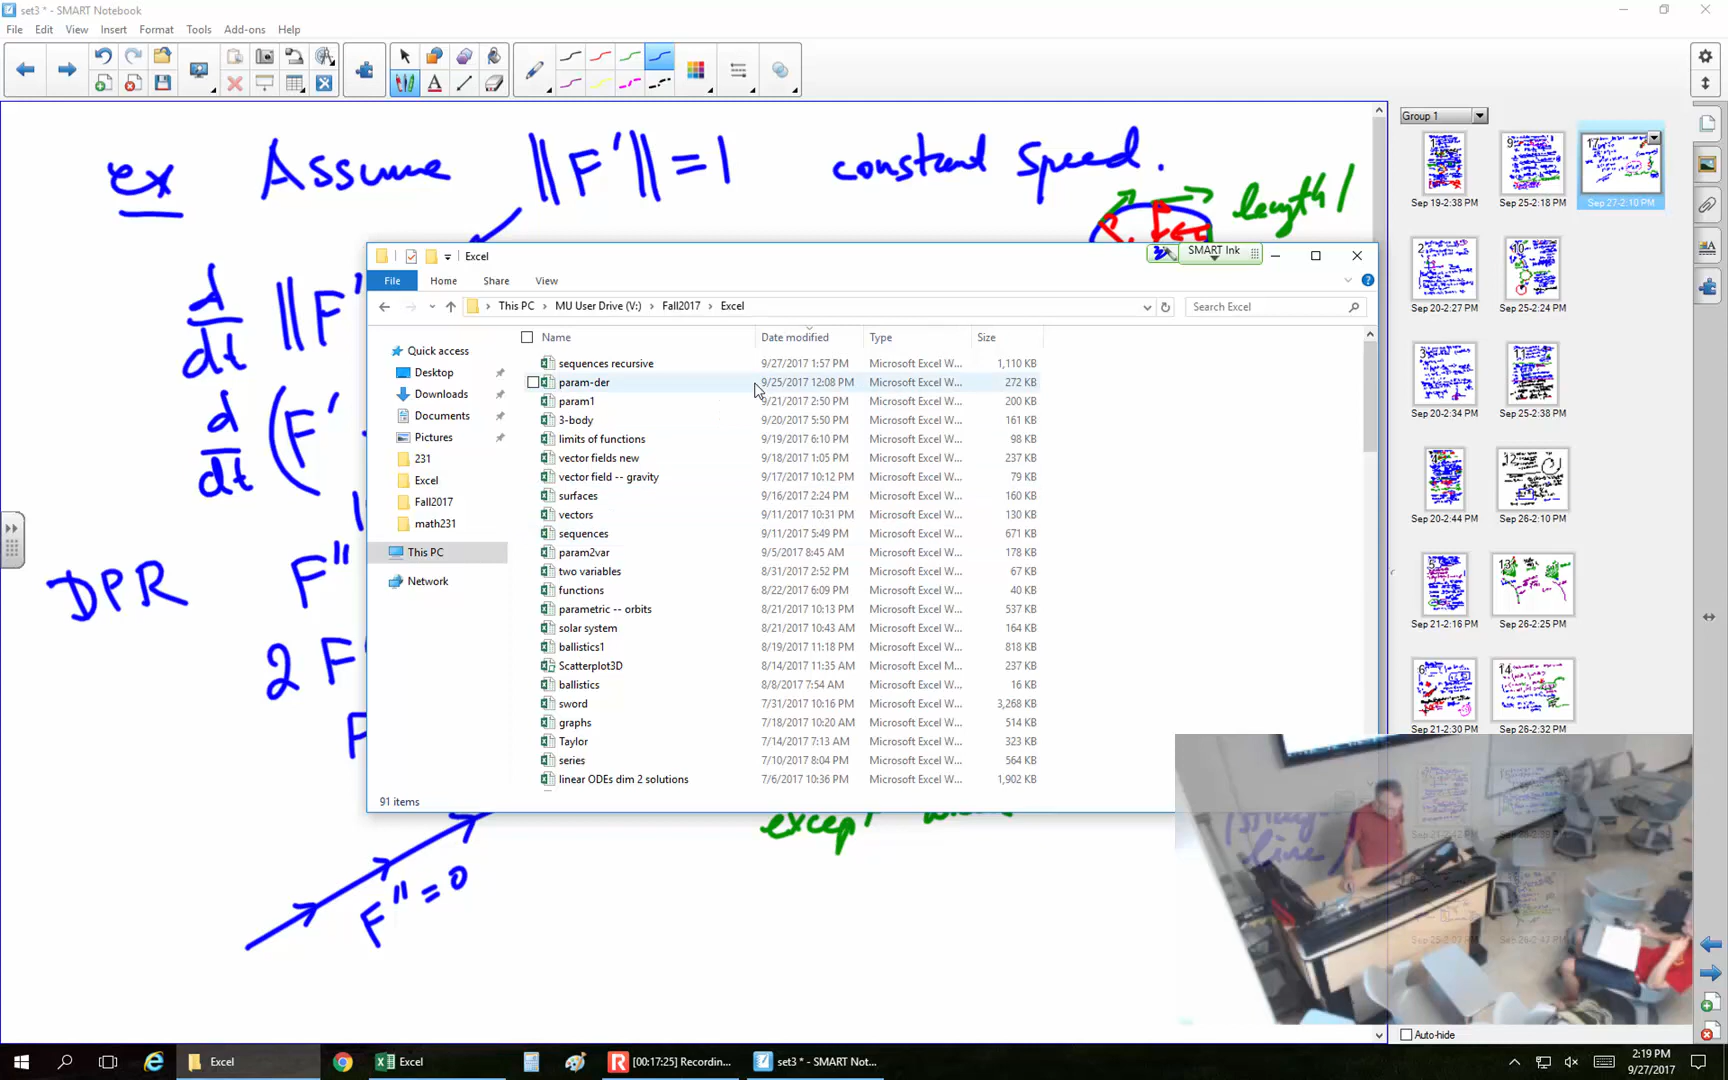 set3 * - SMART Notebook
File Edit View Insert Format Tools Add-ons Help
ex Assume ||F'|| = 1 constant speed.
length 1
d/dt ||F'
d/dt (F'
DPR F"
2 F
F" = 0
except
line
Excel
SMART Ink
File Home Share View
This PC > MU User Drive (V:) > Fall2017 > Excel
Search Excel
Name Date modified Type Size
Quick access
Desktop
Downloads
Documents
Pictures
231
Excel
Fall2017
math231
This PC
Network
sequences recursive 9/27/2017 1:57 PM Microsoft Excel W... 1,110 KB
param-der 9/25/2017 12:08 PM Microsoft Excel W... 272 KB
param1 9/21/2017 2:50 PM Microsoft Excel W... 200 KB
3-body 9/20/2017 5:50 PM Microsoft Excel W... 161 KB
limits of functions 9/19/2017 6:10 PM Microsoft Excel W... 98 KB
vector fields new 9/18/2017 1:05 PM Microsoft Excel W... 237 KB
vector field -- gravity 9/17/2017 10:12 PM Microsoft Excel W... 79 KB
surfaces 9/16/2017 2:24 PM Microsoft Excel W... 160 KB
vectors 9/11/2017 10:31 PM Microsoft Excel W... 130 KB
sequences 9/11/2017 5:49 PM Microsoft Excel W... 671 KB
param2var 9/5/2017 8:45 AM Microsoft Excel W... 178 KB
two variables 8/31/2017 2:52 PM Microsoft Excel W... 67 KB
functions 8/22/2017 6:09 PM Microsoft Excel W... 40 KB
parametric -- orbits 8/21/2017 10:13 PM Microsoft Excel W... 537 KB
solar system 8/21/2017 10:43 AM Microsoft Excel W... 164 KB
ballistics1 8/19/2017 11:18 PM Microsoft Excel W... 818 KB
Scatterplot3D 8/14/2017 11:35 AM Microsoft Excel M... 237 KB
ballistics 8/8/2017 7:54 AM Microsoft Excel W... 16 KB
sword 7/31/2017 10:16 PM Microsoft Excel W... 3,268 KB
graphs 7/18/2017 10:20 AM Microsoft Excel W... 514 KB
Taylor 7/14/2017 7:13 AM Microsoft Excel W... 323 KB
series 7/10/2017 8:04 PM Microsoft Excel W... 564 KB
linear ODEs dim 2 solutions 7/6/2017 10:36 PM Microsoft Excel W... 1,902 KB
91 items
Group 1
Sep 19-2:38 PM Sep 25-2:18 PM Sep 27-2:10 PM
Sep 20-2:27 PM Sep 25-2:24 PM
Sep 20-2:34 PM Sep 25-2:38 PM
Sep 20-2:44 PM Sep 26-2:10 PM
Sep 21-2:16 PM Sep 26-2:25 PM
Sep 21-2:30 PM Sep 26-2:32 PM
Sep 25-2:07 PM Sep 26-2:47 PM
Auto-hide
Excel
Excel
[00:17:25] Recordin...
set3 * - SMART Not...
2:19 PM
9/27/2017